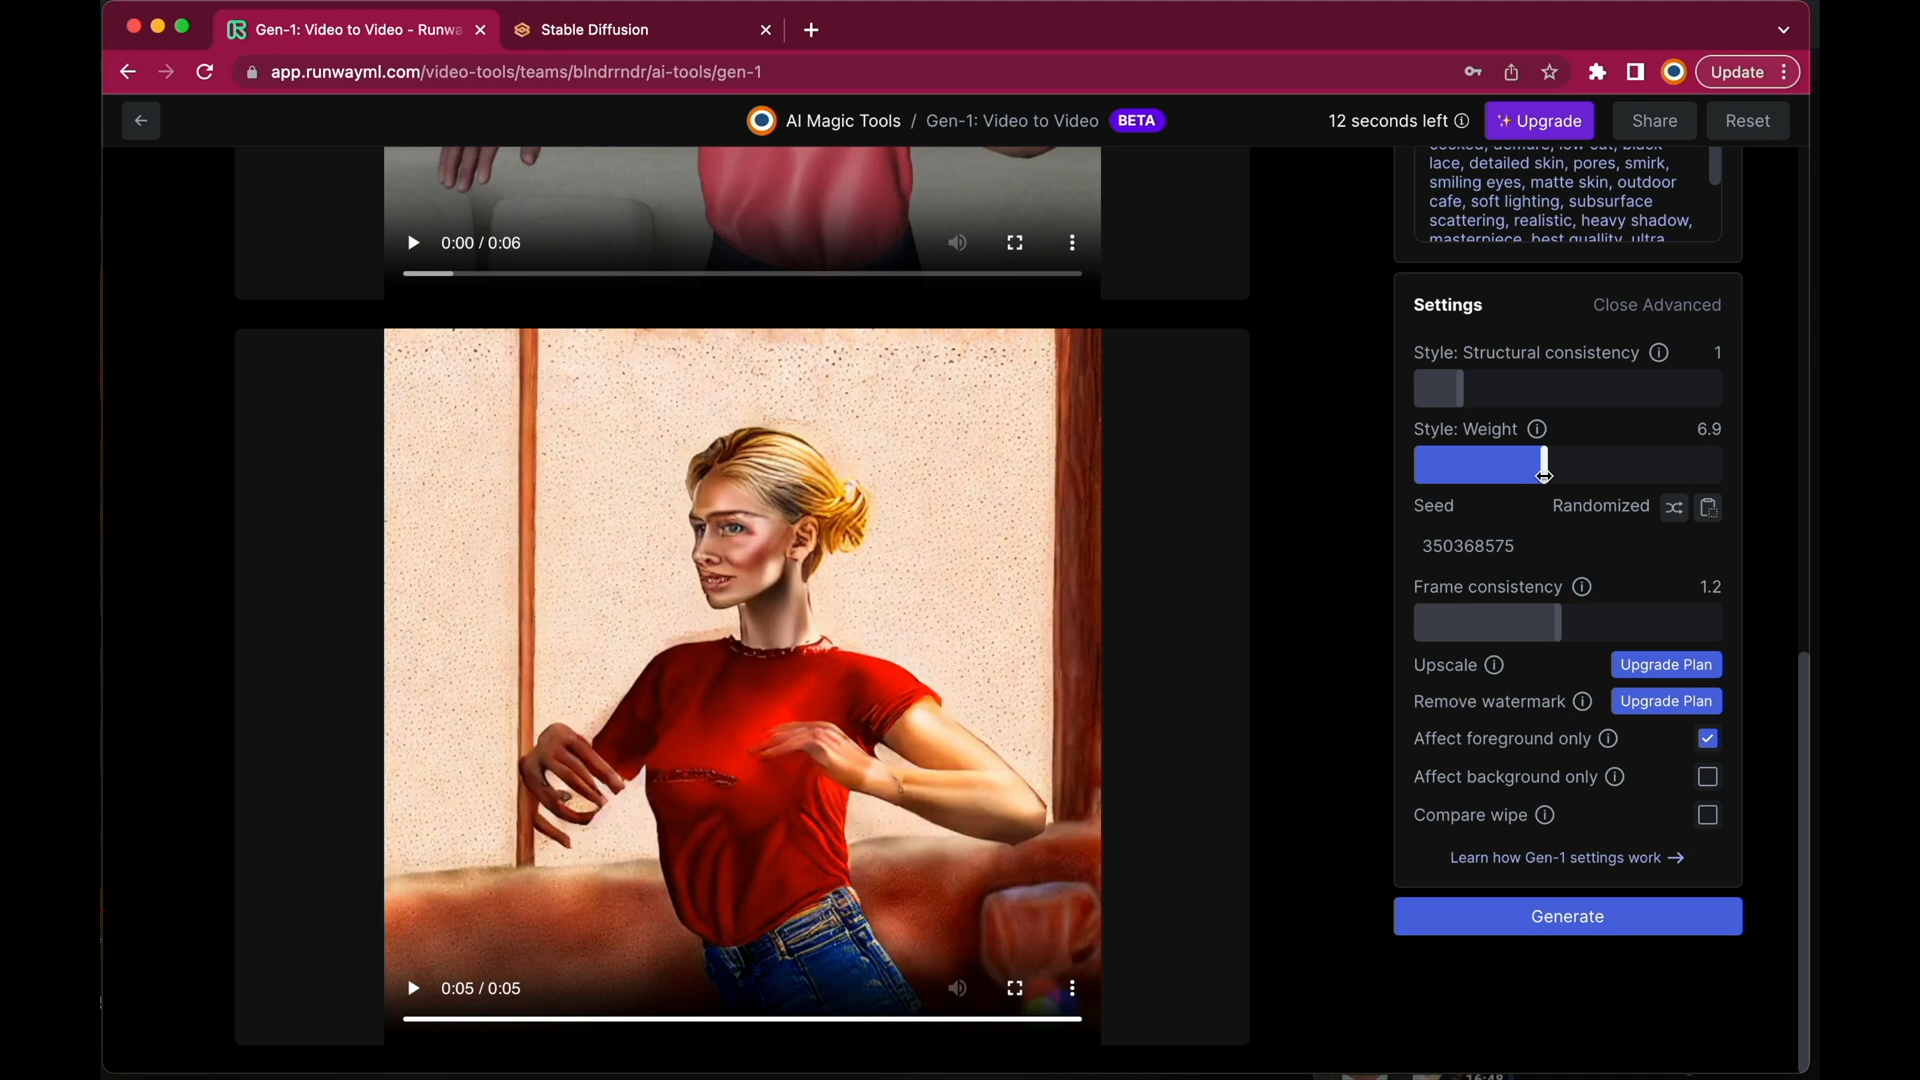 Gen-1: Video to Video - Runwa
Stable Diffusion
app.runwayml.com/video-tools/teams/blndrrndr/ai-tools/gen-1
Update
AI Magic Tools / Gen-1: Video to Video BETA
12 seconds left
Upgrade
Share
Reset
lace, detailed skin, pores, smirk,
smiling eyes, matte skin, outdoor
cafe, soft lighting, subsurface
scattering, realistic, heavy shadow,
masterpiece, best quallity, ultra
0:00 / 0:06
Settings
Close Advanced
Style: Structural consistency 1
Style: Weight 6.9
Seed
Randomized
350368575
Frame consistency 1.2
Upscale
Upgrade Plan
Remove watermark
Upgrade Plan
Affect foreground only
Affect background only
Compare wipe
Learn how Gen-1 settings work →
Generate
0:05 / 0:05